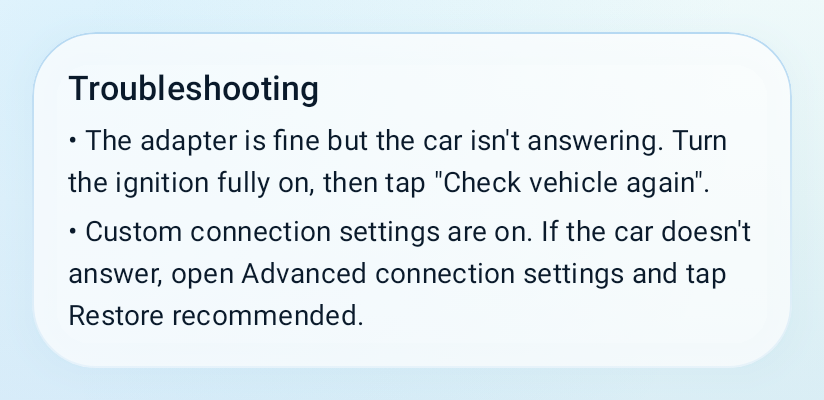 Troubleshooting
• The adapter is fine but the car isn't answering. Turn
the ignition fully on, then tap "Check vehicle again".
• Custom connection settings are on. If the car doesn't
answer, open Advanced connection settings and tap
Restore recommended.